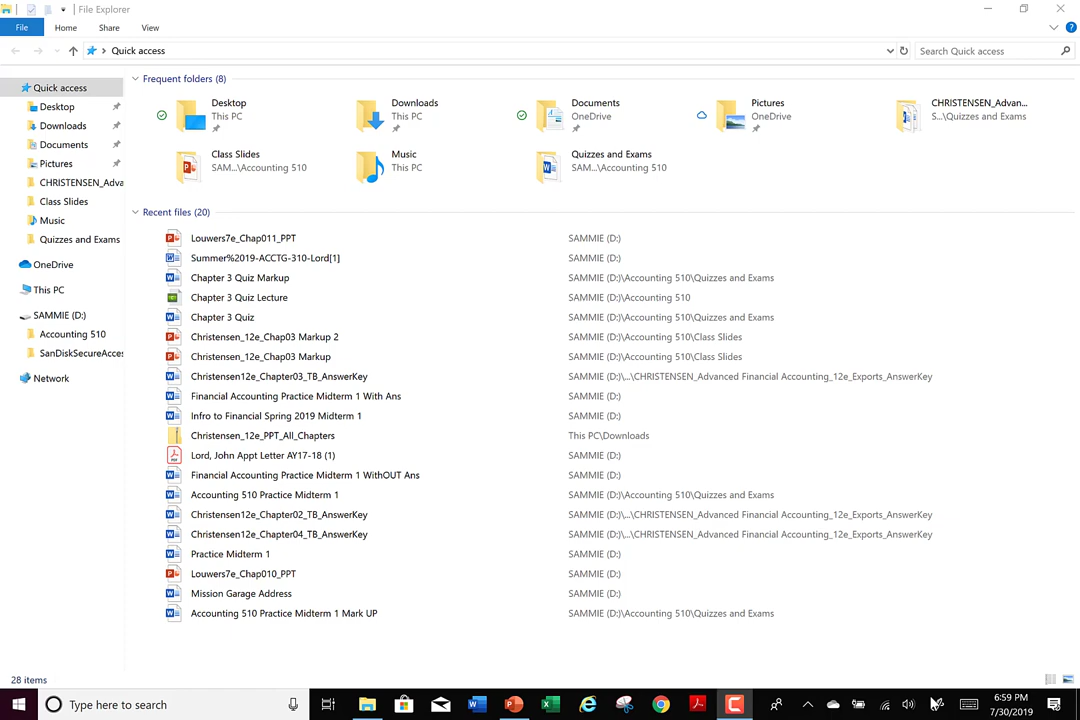 File Explorer
File Home Share View
Quick access Search Quick access
Quick access
Desktop
Downloads
Documents
Pictures
CHRISTENSEN_Adva
Class Slides
Music
Quizzes and Exams
OneDrive
This PC
SAMMIE (D:)
Accounting 510
SanDiskSecureAcces
Network
Frequent folders (8)
Desktop
This PC
Downloads
This PC
Documents
OneDrive
Pictures
OneDrive
CHRISTENSEN_Advan...
S...\Quizzes and Exams
Class Slides
SAM...\Accounting 510
Music
This PC
Quizzes and Exams
SAM...\Accounting 510
Recent files (20)
Louwers7e_Chap011_PPT SAMMIE (D:)
Summer%2019-ACCTG-310-Lord[1] SAMMIE (D:)
Chapter 3 Quiz Markup SAMMIE (D:)\Accounting 510\Quizzes and Exams
Chapter 3 Quiz Lecture SAMMIE (D:)\Accounting 510
Chapter 3 Quiz SAMMIE (D:)\Accounting 510\Quizzes and Exams
Christensen_12e_Chap03 Markup 2 SAMMIE (D:)\Accounting 510\Class Slides
Christensen_12e_Chap03 Markup SAMMIE (D:)\Accounting 510\Class Slides
Christensen12e_Chapter03_TB_AnswerKey SAMMIE (D:)\...\CHRISTENSEN_Advanced Financial Accounting_12e_Exports_AnswerKey
Financial Accounting Practice Midterm 1 With Ans SAMMIE (D:)
Infro to Financial Spring 2019 Midterm 1 SAMMIE (D:)
Christensen_12e_PPT_All_Chapters This PC\Downloads
Lord, John Appt Letter AY17-18 (1) SAMMIE (D:)
Financial Accounting Practice Midterm 1 WithOUT Ans SAMMIE (D:)
Accounting 510 Practice Midterm 1 SAMMIE (D:)\Accounting 510\Quizzes and Exams
Christensen12e_Chapter02_TB_AnswerKey SAMMIE (D:)\...\CHRISTENSEN_Advanced Financial Accounting_12e_Exports_AnswerKey
Christensen12e_Chapter04_TB_AnswerKey SAMMIE (D:)\...\CHRISTENSEN_Advanced Financial Accounting_12e_Exports_AnswerKey
Practice Midterm 1 SAMMIE (D:)
Louwers7e_Chap010_PPT SAMMIE (D:)
Mission Garage Address SAMMIE (D:)
Accounting 510 Practice Midterm 1 Mark UP SAMMIE (D:)\Accounting 510\Quizzes and Exams
28 items
Type here to search
6:59 PM
7/30/2019